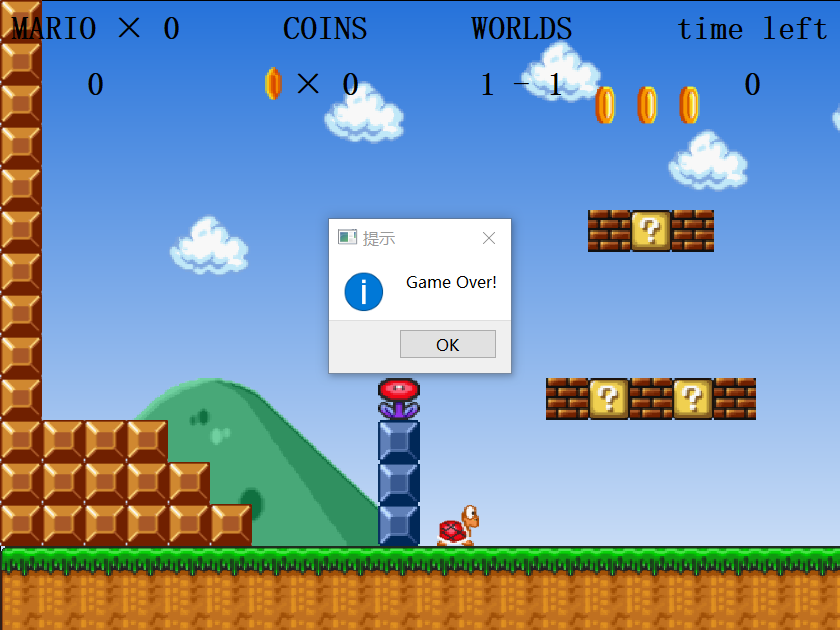 MARIO × 0 COINS WORLDS time left
0 × 0 1 - 1 0
?
提示
Game Over!
OK
? ?